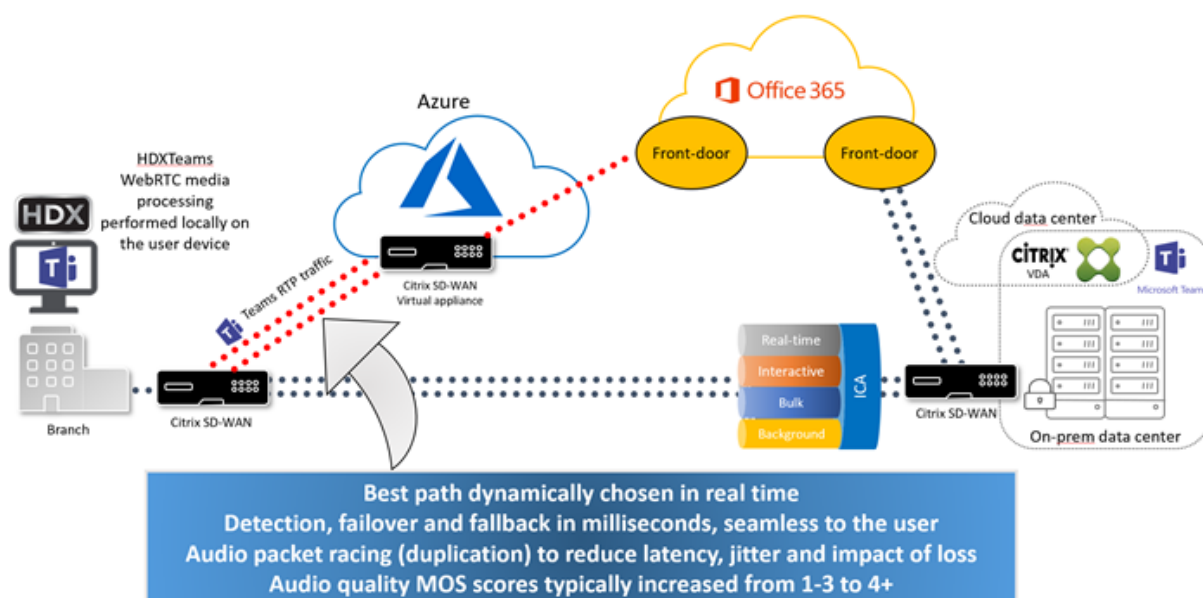 Azure
Office 365
Front-door
Front-door
HDXTeams
WebRTC media
processing
performed locally on
the user device
HDX
T
Teams RTP traffic
Citrix SD-WAN
Virtual appliance
Cloud data center
CİTRIX
VDA
T
Microsoft Team
Real-time
Interactive
Bulk
Background
ICA
Branch
Citrix SD-WAN
Citrix SD-WAN
On-prem data center
Best path dynamically chosen in real time
Detection, failover and fallback in milliseconds, seamless to the user
Audio packet racing (duplication) to reduce latency, jitter and impact of loss
Audio quality MOS scores typically increased from 1-3 to 4+